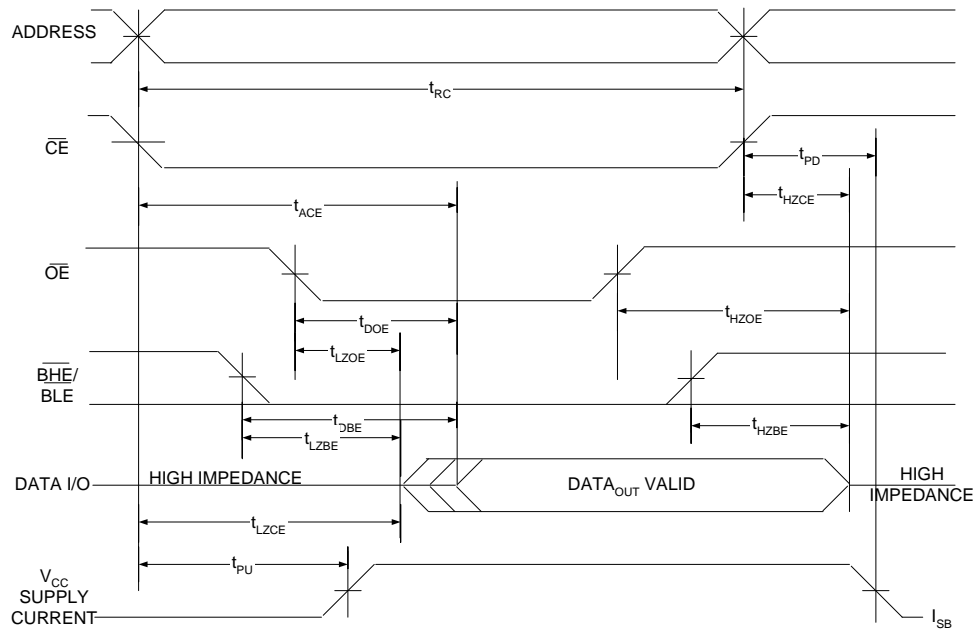 ADDRESS
tRC
CE
tPD
tHZCE
tACE
OE
tDOE
tHZOE
tLZOE
BHE/
BLE
tDBE
tHZBE
tLZBE
DATA I/O
HIGH IMPEDANCE
DATAOUT VALID
HIGH
IMPEDANCE
tLZCE
tPU
VCC
SUPPLY
CURRENT
ISB